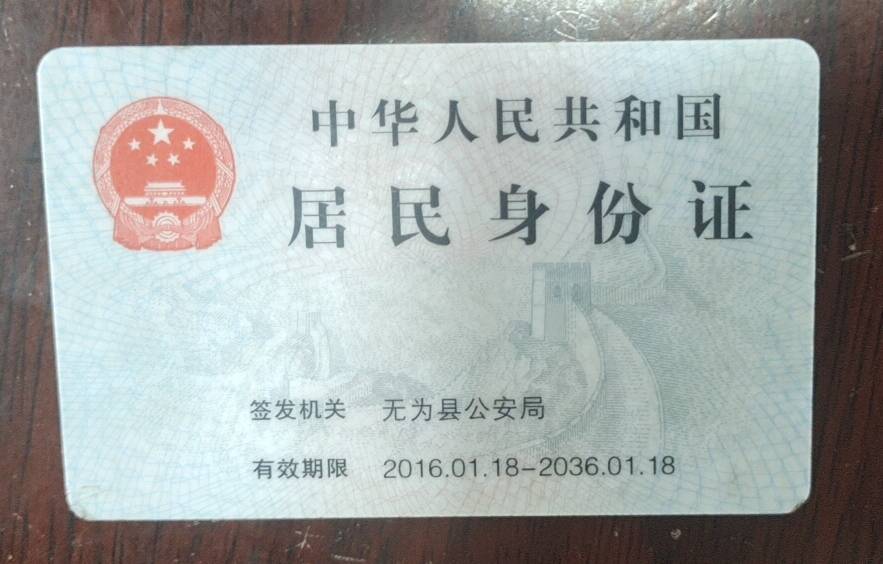 中华人民共和国
居民身份证
签发机关 无为县公安局
有效期限 2016.01.18-2036.01.18